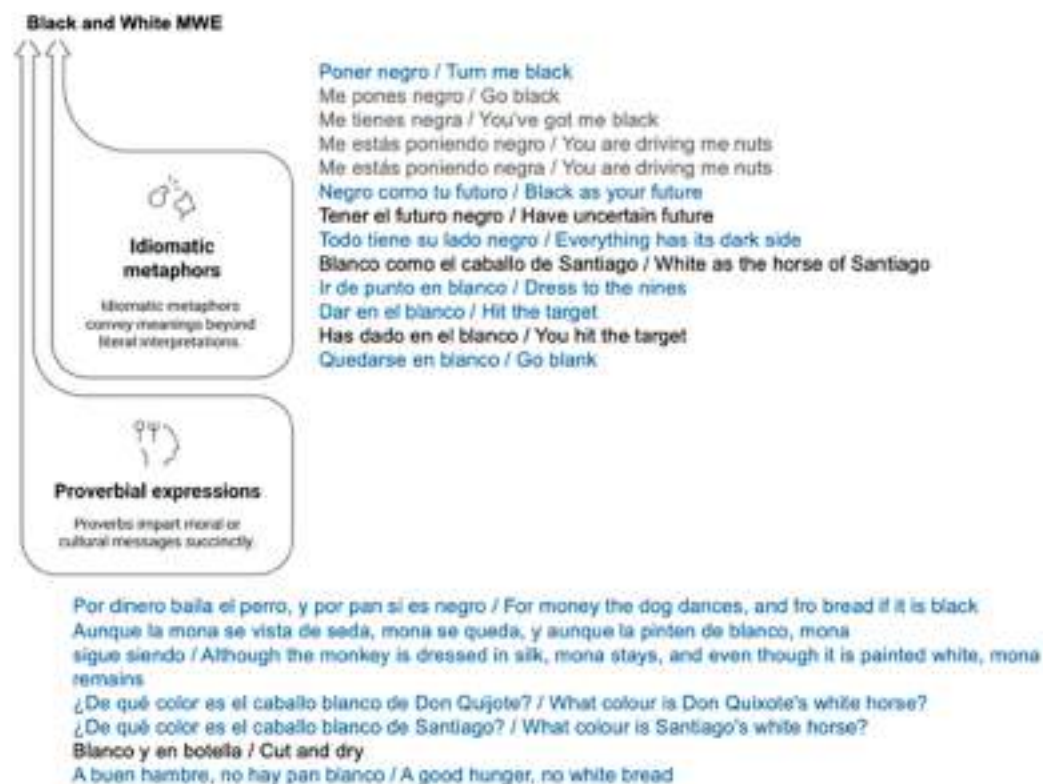 Black and White MWE
Poner negro / Turn me black
Me pones negro / Go black
Me tienes negra / You've got me black
Me estás poniendo negro / You are driving me nuts
Me estás poniendo negra / You are driving me nuts
Negro como tu futuro / Black as your future
Tener el futuro negro / Have uncertain future
Todo tiene su lado negro / Everything has its dark side
Blanco como el caballo de Santiago / White as the horse of Santiago
Ir de punto en blanco / Dress to the nines
Dar en el blanco / Hit the target
Has dado en el blanco / You hit the target
Quedarse en blanco / Go blank
Idiomatic
metaphors
Idiomatic metaphors
convey meanings beyond
literal interpretations.
Proverbial expressions
Proverbs impart moral or
cultural messages succinctly.
Por dinero baila el perro, y por pan si es negro / For money the dog dances, and fro bread if it is black
Aunque la mona se vista de seda, mona se queda, y aunque la pinten de blanco, mona
sigue siendo / Although the monkey is dressed in silk, mona stays, and even though it is painted white, mona
remains
¿De qué color es el caballo blanco de Don Quijote? / What colour is Don Quixote's white horse?
¿De qué color es el caballo blanco de Santiago? / What colour is Santiago's white horse?
Blanco y en botella / Cut and dry
A buen hambre, no hay pan blanco / A good hunger, no white bread